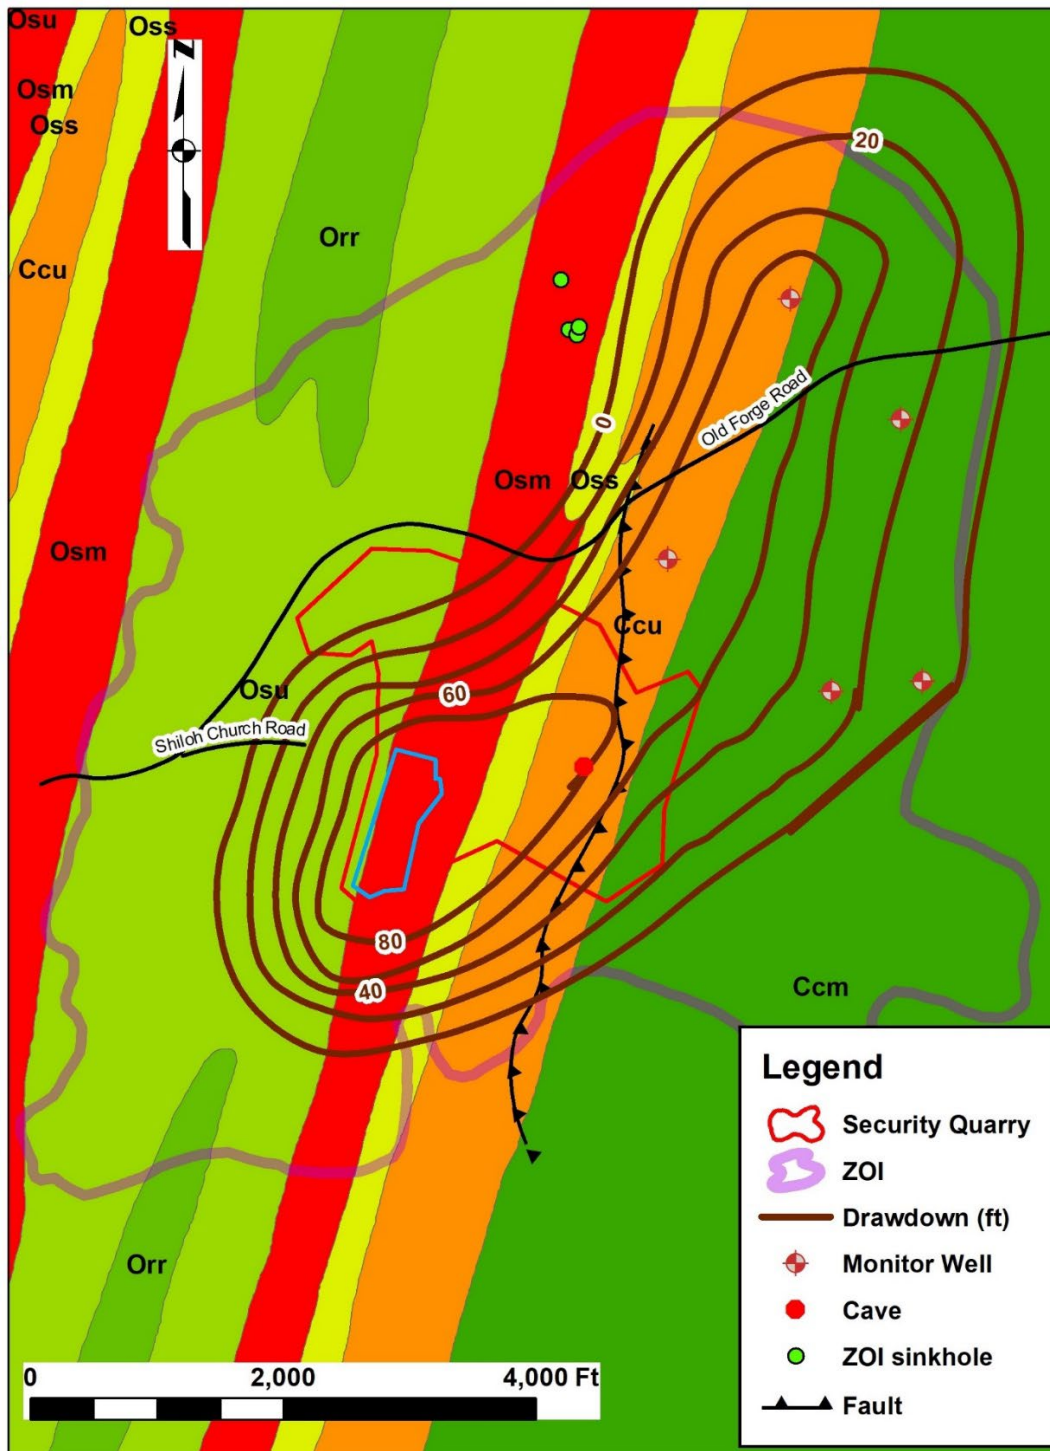 Osu
Oss
N
Osm
Oss
20
Orr
Ccu
Old Forge Road
0
Osm
Oss
Osm
Ccu
Osu
60
Shiloh Church Road
80
40
Ccm
Legend
Security Quarry
ZOI
Drawdown (ft)
Monitor Well
Orr
Cave
ZOI sinkhole
0 2,000 4,000 Ft
Fault